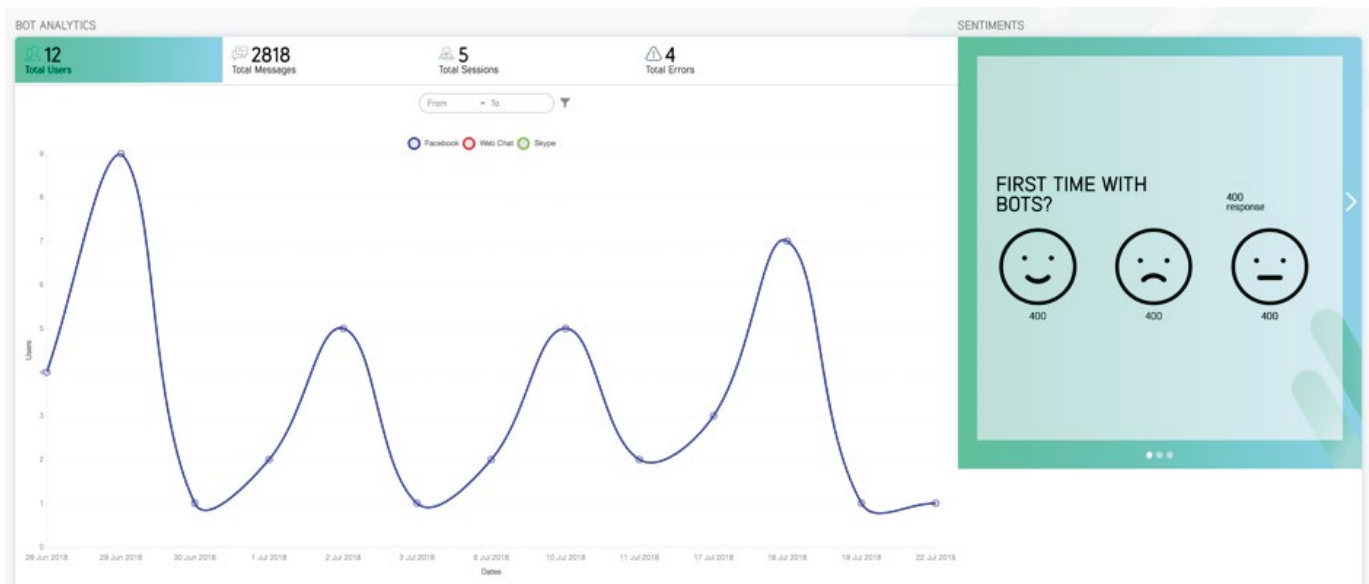 BOT ANALYTICS
SENTIMENTS
12
Total Users
2818
Total Messages
5
Total Sessions
4
Total Errors
From
To
Facebook
Web Chat
Skype
9
8
7
6
5
4
3
2
1
0
Users
28 Jun 2018
29 Jun 2018
30 Jun 2018
1 Jul 2018
2 Jul 2018
3 Jul 2018
6 Jul 2018
10 Jul 2018
11 Jul 2018
17 Jul 2018
18 Jul 2018
19 Jul 2018
22 Jul 2018
Dates
FIRST TIME WITH
BOTS?
400
response
400
400
400